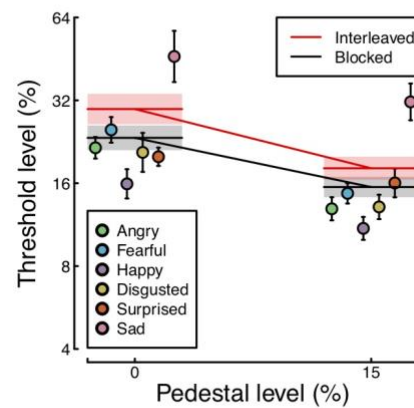 64
32
16
8
4
Threshold level (%)
Interleaved
Blocked
Angry
Fearful
Happy
Disgusted
Surprised
Sad
0
15
Pedestal level (%)